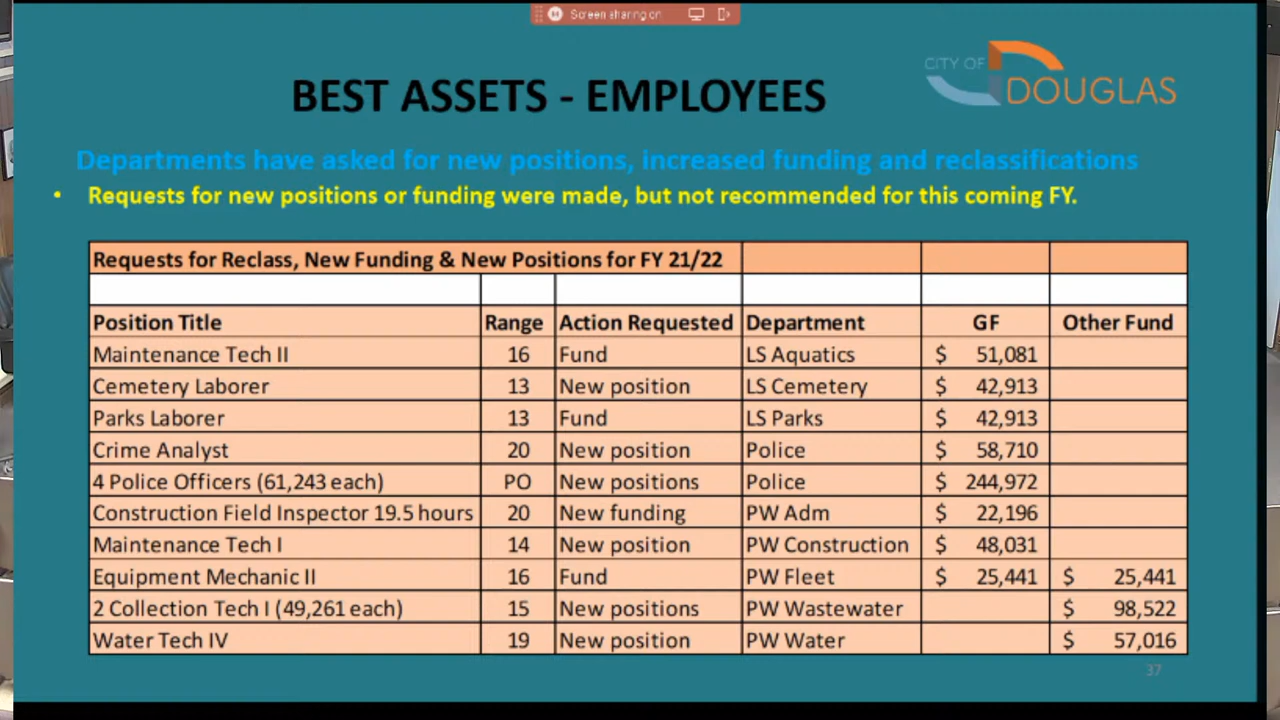 Screen sharing on
CITY OF
DOUGLAS
BEST ASSETS - EMPLOYEES
Departments have asked for new positions, increased funding and reclassifications
• Requests for new positions or funding were made, but not recommended for this coming FY.
Requests for Reclass, New Funding & New Positions for FY 21/22
Position Title Range Action Requested Department GF Other Fund
Maintenance Tech II 16 Fund LS Aquatics $ 51,081
Cemetery Laborer 13 New position LS Cemetery $ 42,913
Parks Laborer 13 Fund LS Parks $ 42,913
Crime Analyst 20 New position Police $ 58,710
4 Police Officers (61,243 each) PO New positions Police $ 244,972
Construction Field Inspector 19.5 hours 20 New funding PW Adm $ 22,196
Maintenance Tech I 14 New position PW Construction $ 48,031
Equipment Mechanic II 16 Fund PW Fleet $ 25,441 $ 25,441
2 Collection Tech I (49,261 each) 15 New positions PW Wastewater $ 98,522
Water Tech IV 19 New position PW Water $ 57,016
37